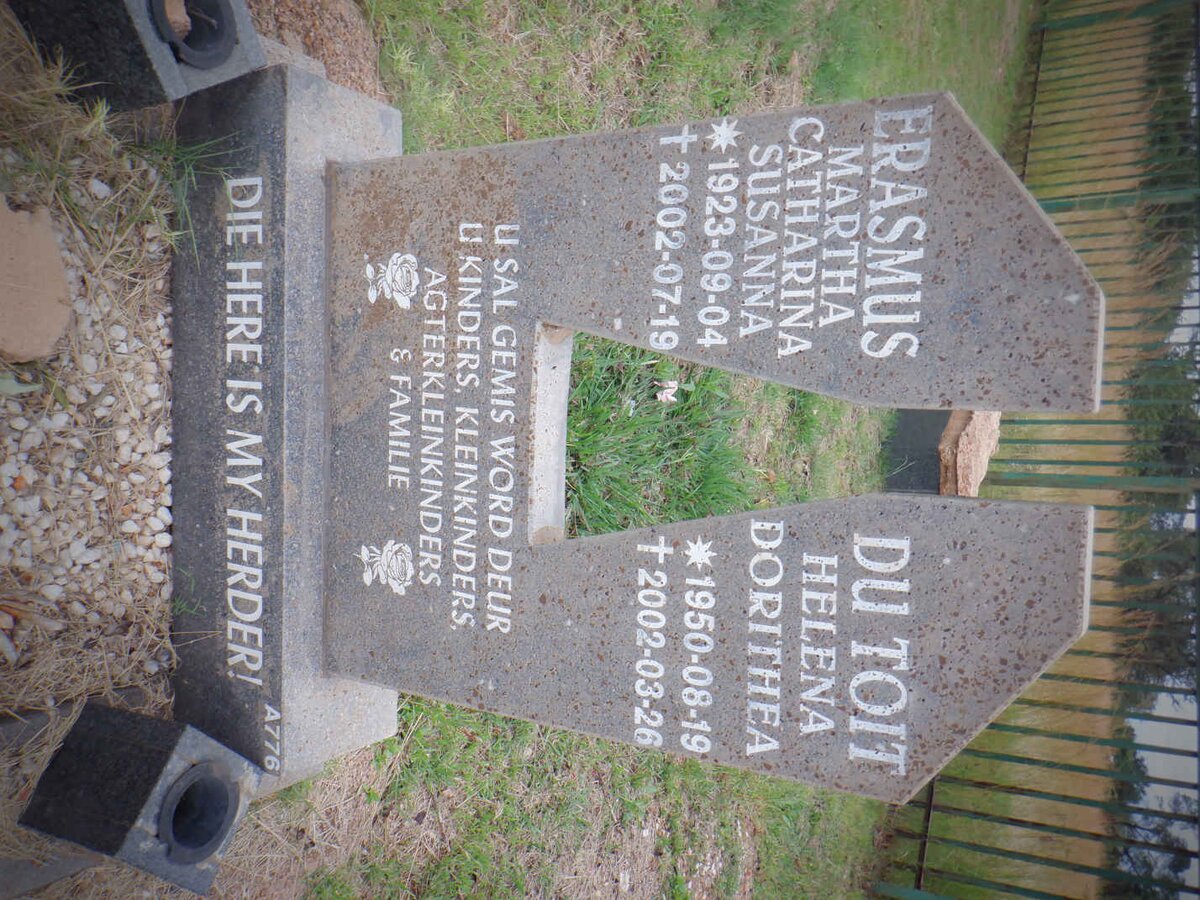 ERASMUS
MARTHA
CATHARINA
SUSANNA
✷ 1923-09-04
✝ 2002-07-19
DU TOIT
HELENA
DORITHEA
✷ 1950-08-19
✝ 2002-03-26
U SAL GEMIS WORD DEUR
U KINDERS, KLEINKINDERS,
AGTERKLEINKINDERS
& FAMILIE
DIE HERE IS MY HERDER!
A776